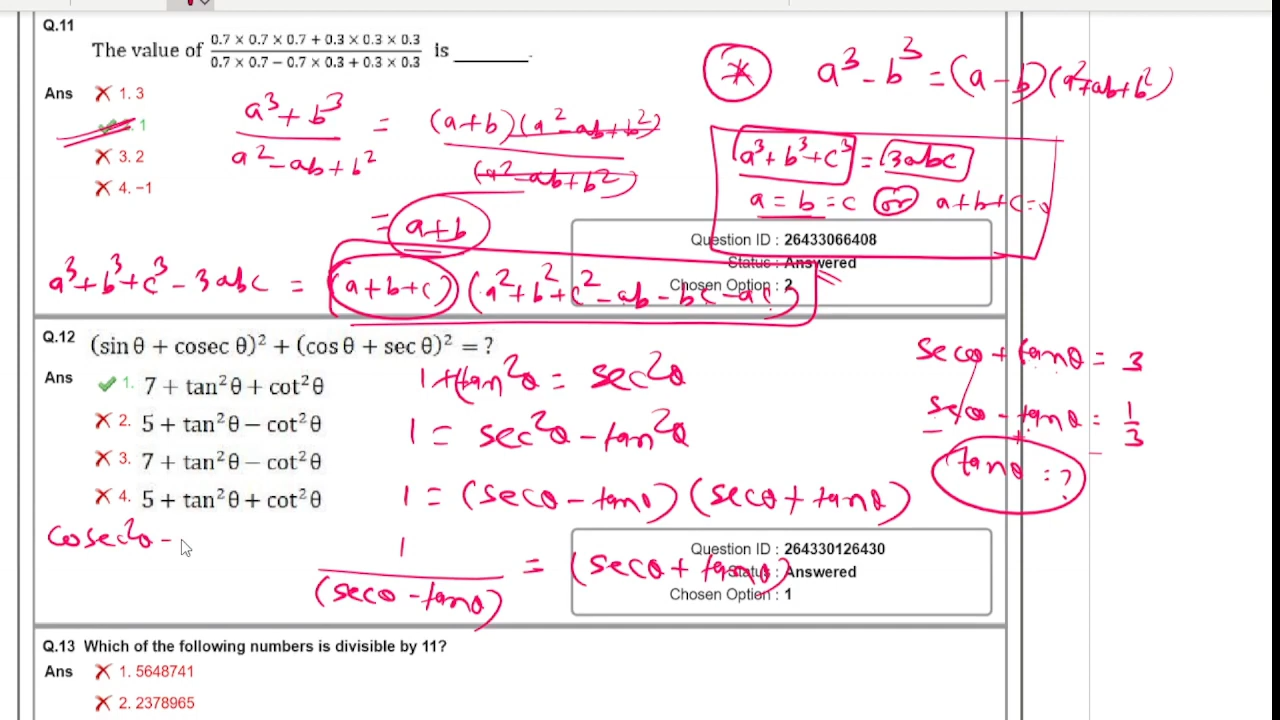 Q.11
The value of (0.7 × 0.7 × 0.7 + 0.3 × 0.3 × 0.3)/(0.7 × 0.7 − 0.7 × 0.3 + 0.3 × 0.3) is ______.
Ans ✗ 1. 3
1
✗ 3. 2
✗ 4. −1
(a³ + b³)/(a² − ab + b²) = (a+b)(a² − ab + b²)/(a² − ab + b²)
= a+b
* a³ − b³ = (a−b)(a²+ab+b²)
a³+b³+c³ = 3abc
a = b = c or a+b+c=0
Question ID : 26433066408
Status : Answered
Chosen Option : 2
a³+b³+c³ − 3abc = (a+b+c)(a²+b²+c²−ab−bc−ac)
Q.12 (sin θ + cosec θ)² + (cos θ + sec θ)² = ?
Ans ✓ 1. 7 + tan²θ + cot²θ
✗ 2. 5 + tan²θ − cot²θ
✗ 3. 7 + tan²θ − cot²θ
✗ 4. 5 + tan²θ + cot²θ
1+tan²θ = sec²θ
1 = sec²θ − tan²θ
1 = (secθ − tanθ)(secθ + tanθ)
1/(secθ − tanθ) = (secθ + tanθ)
secθ + tanθ = 3
secθ − tanθ = 1/3
− + −
tanθ = ?
cosec²θ −
Question ID : 264330126430
Status : Answered
Chosen Option : 1
Q.13 Which of the following numbers is divisible by 11?
Ans ✗ 1. 5648741
✗ 2. 2378965